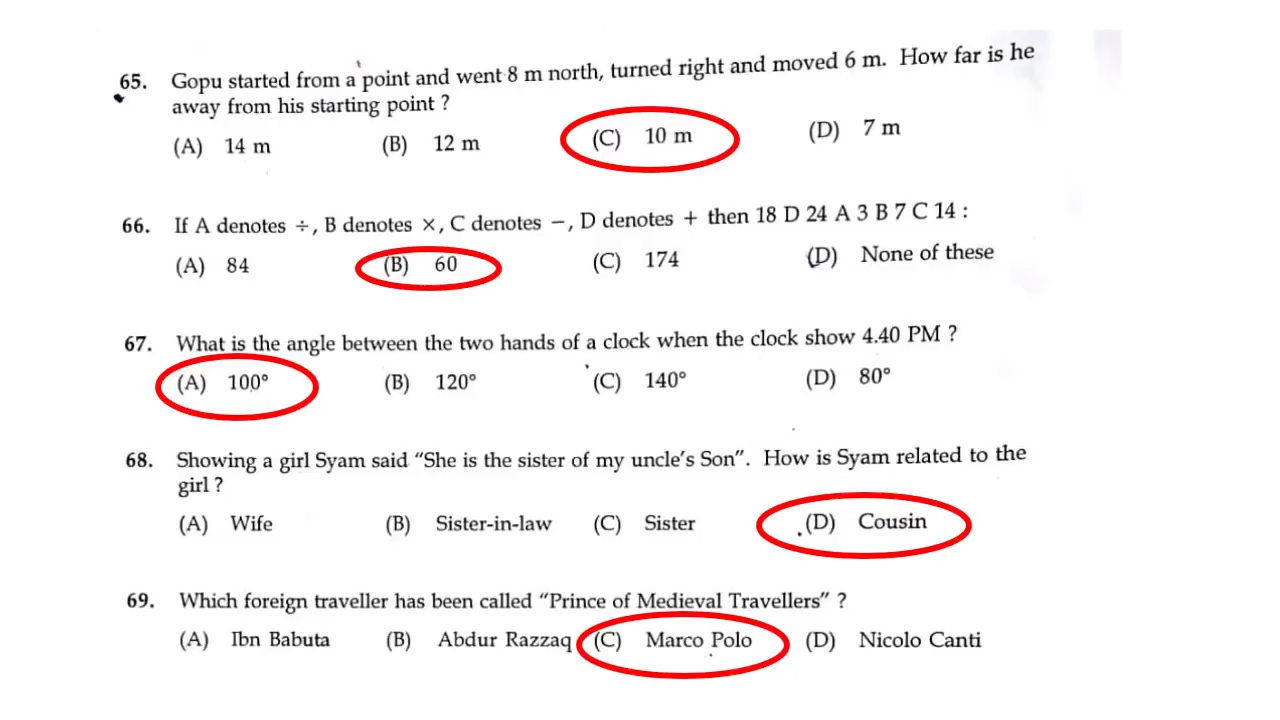 65. Gopu started from a point and went 8 m north, turned right and moved 6 m. How far is he
away from his starting point ?
(A) 14 m (B) 12 m (C) 10 m (D) 7 m
66. If A denotes ÷, B denotes ×, C denotes −, D denotes + then 18 D 24 A 3 B 7 C 14 :
(A) 84 (B) 60 (C) 174 (D) None of these
67. What is the angle between the two hands of a clock when the clock show 4.40 PM ?
(A) 100° (B) 120° (C) 140° (D) 80°
68. Showing a girl Syam said “She is the sister of my uncle’s Son”. How is Syam related to the
girl ?
(A) Wife (B) Sister-in-law (C) Sister (D) Cousin
69. Which foreign traveller has been called “Prince of Medieval Travellers” ?
(A) Ibn Babuta (B) Abdur Razzaq (C) Marco Polo (D) Nicolo Canti